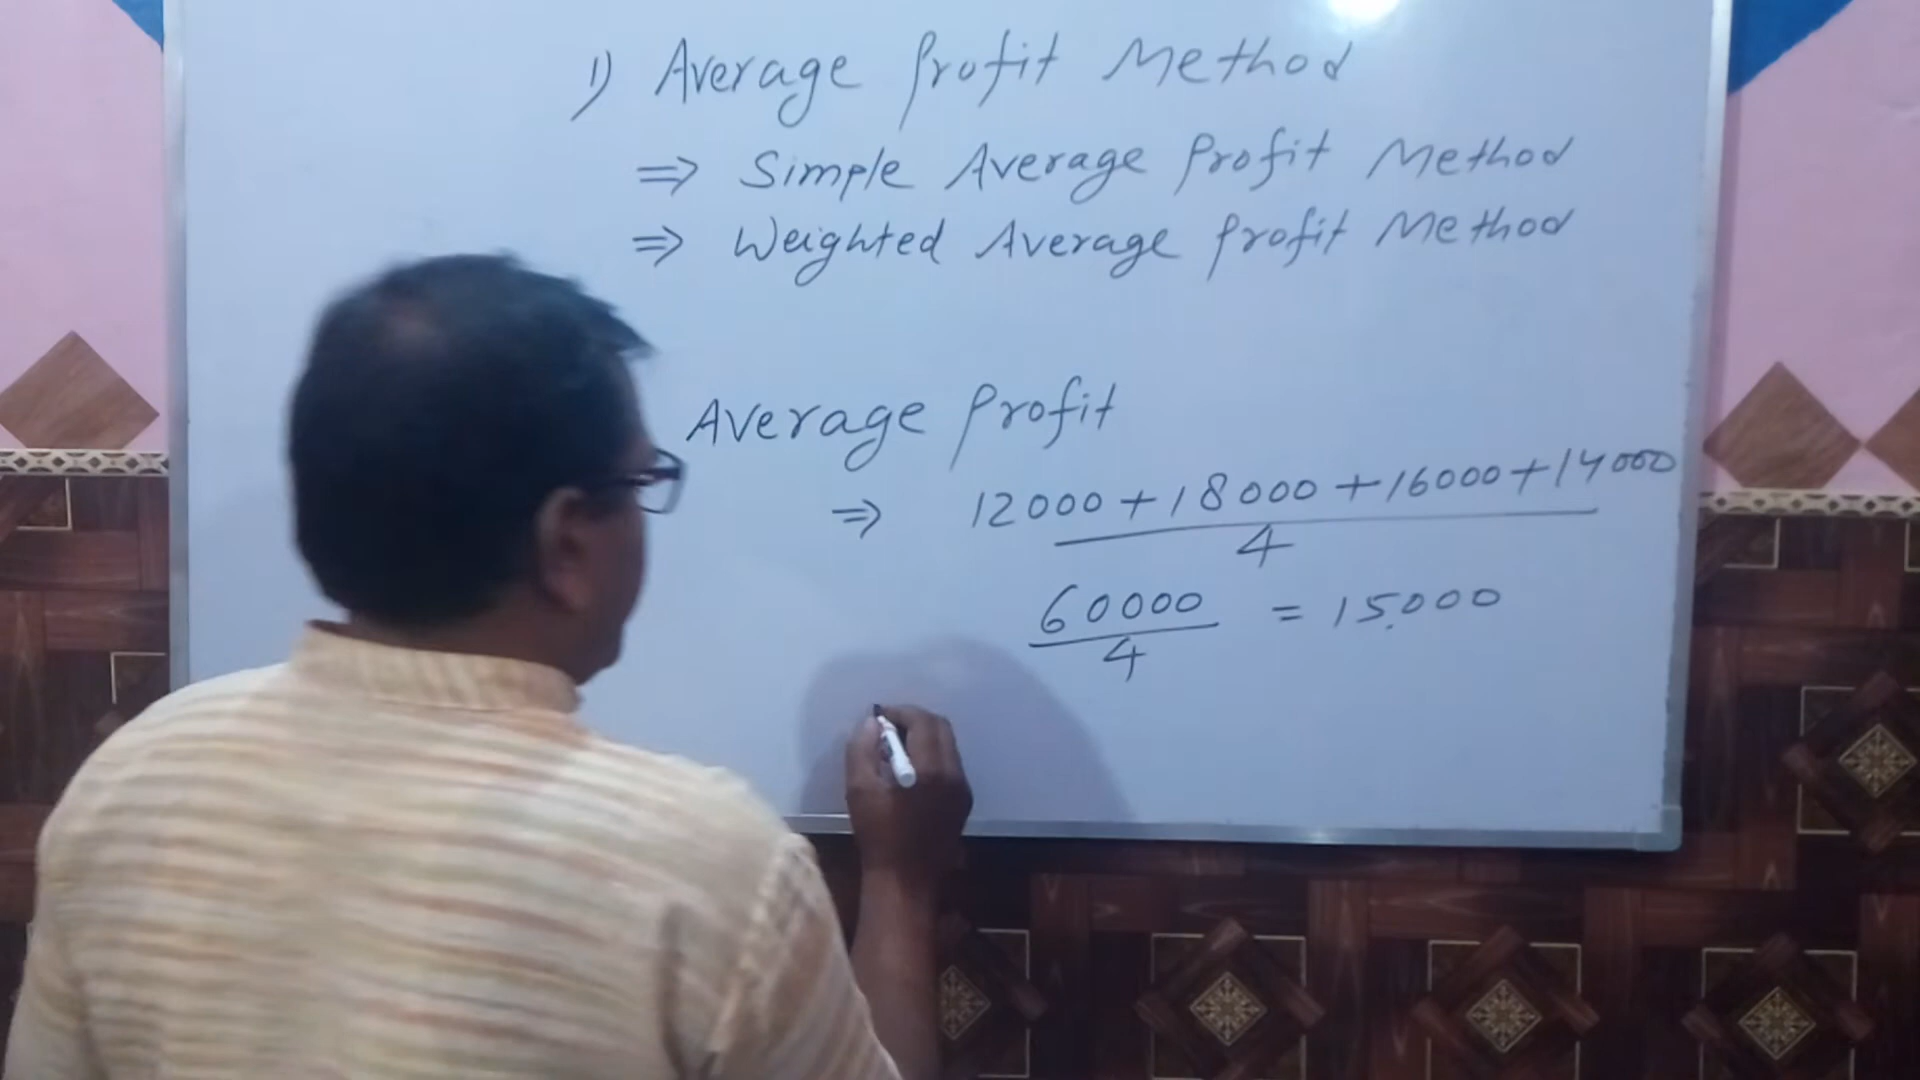 1) Average Profit Method
⇒ Simple Average Profit Method
⇒ Weighted Average Profit Method
Average Profit
⇒ 12000 + 18000 + 16000 + 14000
4
60000 = 15,000
4